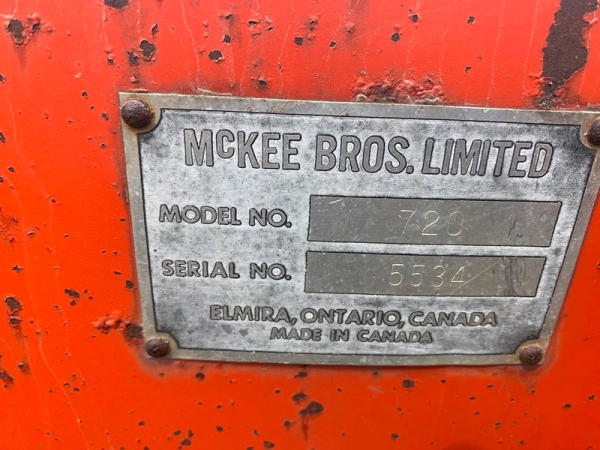 McKEE BROS. LIMITED
MODEL NO. 720
SERIAL NO. 5534
ELMIRA, ONTARIO, CANADA
MADE IN CANADA